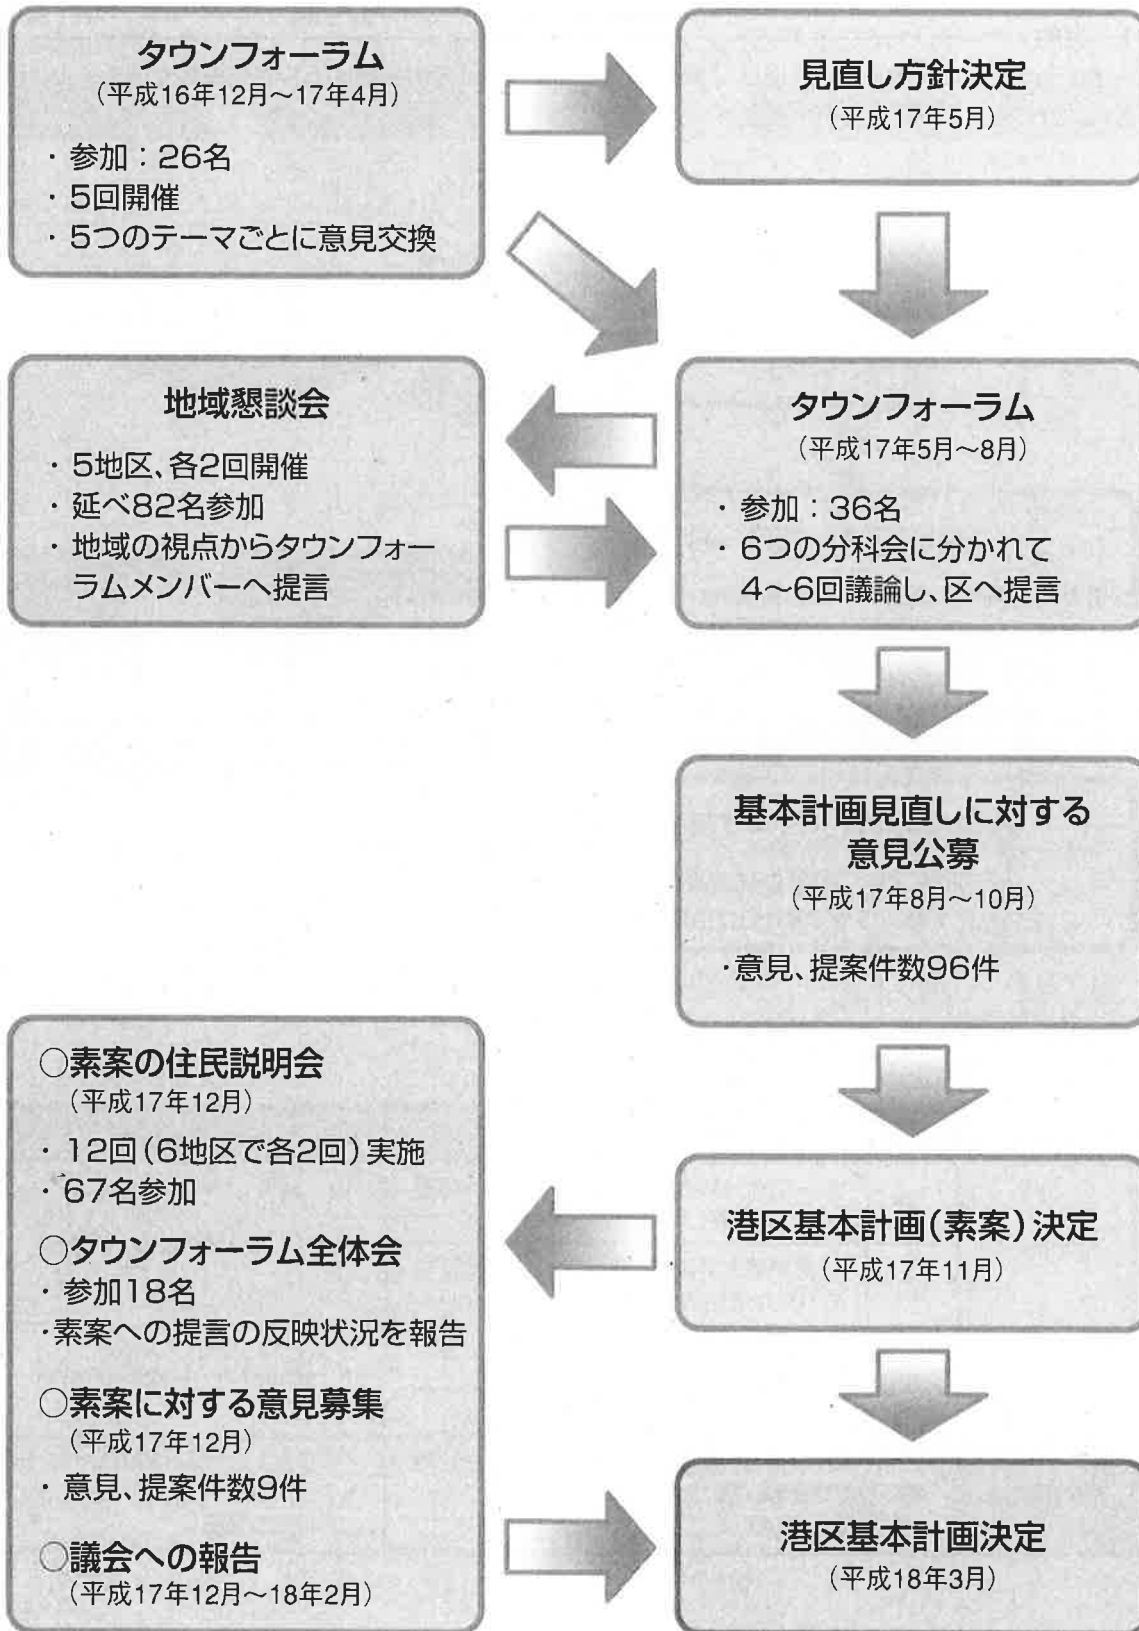 タウンフォーラム
（平成16年12月～17年4月）
・参加：26名
・5回開催
・5つのテーマごとに意見交換
見直し方針決定
（平成17年5月）
地域懇談会
・5地区、各2回開催
・延べ82名参加
・地域の視点からタウンフォー
ラムメンバーへ提言
タウンフォーラム
（平成17年5月～8月）
・参加：36名
・6つの分科会に分かれて
4～6回議論し、区へ提言
基本計画見直しに対する
意見公募
（平成17年8月～10月）
・意見、提案件数96件
港区基本計画（素案）決定
（平成17年11月）
○素案の住民説明会
（平成17年12月）
・12回（6地区で各2回）実施
・67名参加
○タウンフォーラム全体会
・参加18名
・素案への提言の反映状況を報告
○素案に対する意見募集
（平成17年12月）
・意見、提案件数9件
○議会への報告
（平成17年12月～18年2月）
港区基本計画決定
（平成18年3月）